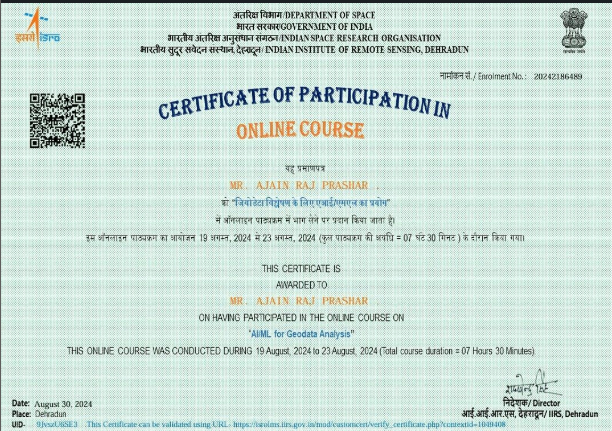 अंतरिक्ष विभाग/DEPARTMENT OF SPACE
भारत सरकार/GOVERNMENT OF INDIA
भारतीय अंतरिक्ष अनुसंधान संगठन/INDIAN SPACE RESEARCH ORGANISATION
भारतीय सुदूर संवेदन संस्थान, देहरादून/ INDIAN INSTITUTE OF REMOTE SENSING, DEHRADUN
इसरो isro
नामांकन सं./ Enrolment No.: 20242186489
CERTIFICATE OF PARTICIPATION IN
ONLINE COURSE
यह प्रमाणपत्र
MR. AJAIN RAJ PRASHAR
को "जियोडेटा विश्लेषण के लिए एआई/एमएल का प्रयोग"
में ऑनलाइन पाठ्यक्रम में भाग लेने पर प्रदान किया जाता है।
इस ऑनलाइन पाठ्यक्रम का आयोजन 19 अगस्त, 2024 से 23 अगस्त, 2024 (कुल पाठ्यक्रम की अवधि = 07 घंटे 30 मिनट ) के दौरान किया गया।
THIS CERTIFICATE IS
AWARDED TO
MR. AJAIN RAJ PRASHAR
ON HAVING PARTICIPATED IN THE ONLINE COURSE ON
"AI/ML for Geodata Analysis"
THIS ONLINE COURSE WAS CONDUCTED DURING 19 August, 2024 to 23 August, 2024 (Total course duration = 07 Hours 30 Minutes)
Date: August 30, 2024
Place: Dehradun
निदेशक/ Director
आई.आई.आर.एस, देहरादून/ IIRS, Dehradun
UID- 9JvszU6SE3 This Certificate can be validated using URL- https://isrolms.iirs.gov.in/mod/customcert/verify_certificate.php?contextid=1049408